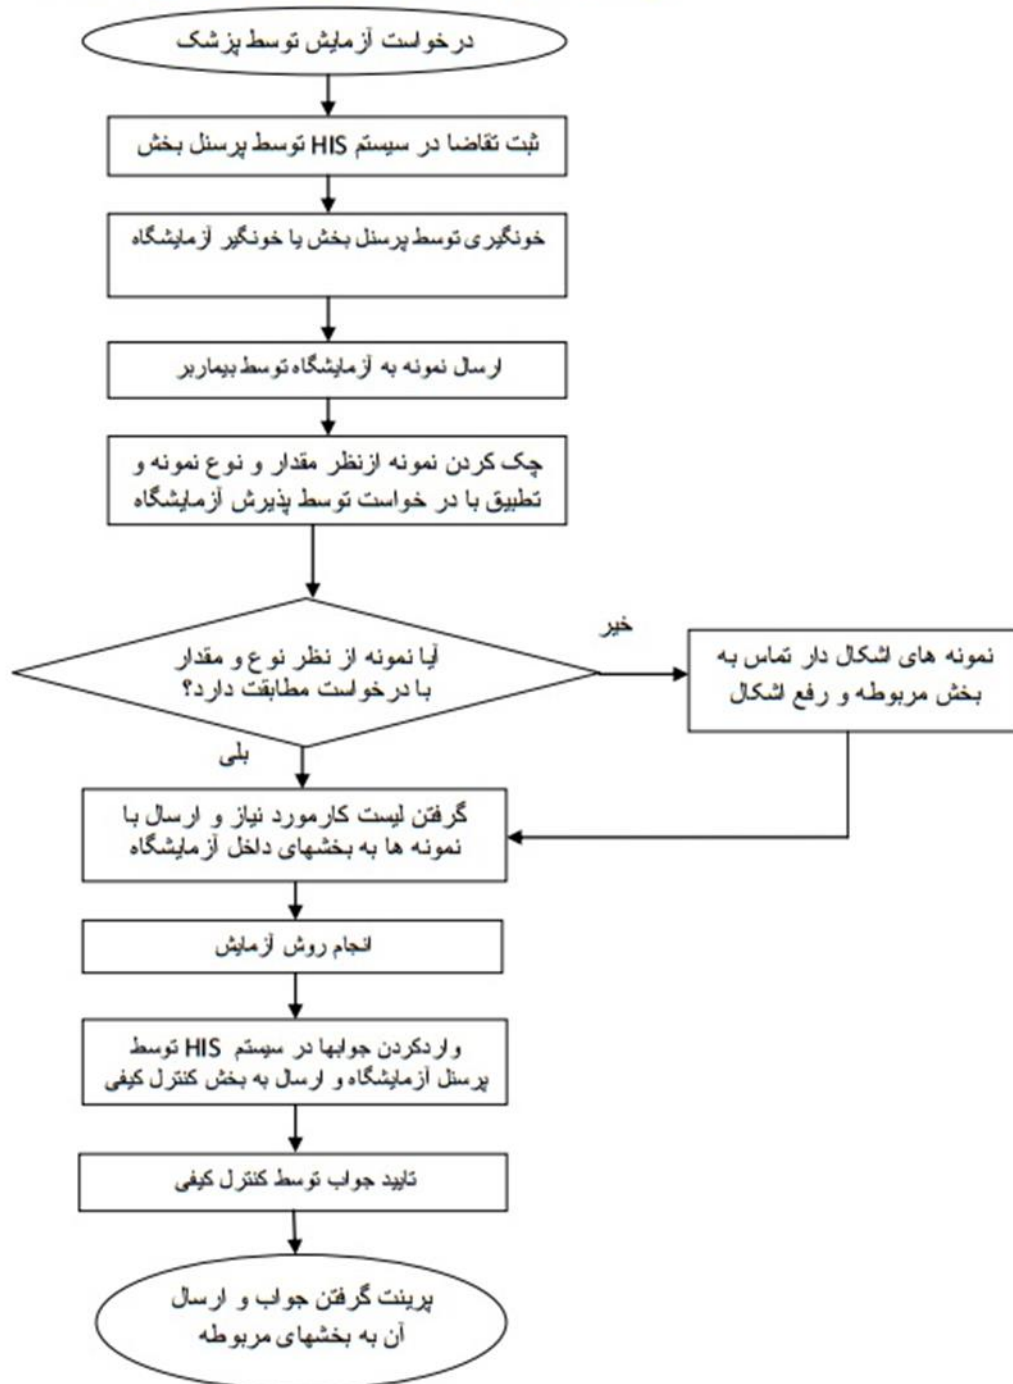 درخواست آزمایش توسط پزشک
ثبت تقاضا در سیستم HIS توسط پرسنل بخش
خونگیری توسط پرسنل بخش یا خونگیر آزمایشگاه
ارسال نمونه به آزمایشگاه توسط بیماربر
چک کردن نمونه ازنظر مقدار و نوع نمونه و
تطبیق با در خواست توسط پذیرش آزمایشگاه
آیا نمونه از نظر نوع و مقدار
با درخواست مطابقت دارد؟
خیر
نمونه های اشکال دار تماس به
بخش مربوطه و رفع اشکال
بلی
گرفتن لیست کارمورد نیاز و ارسال با
نمونه ها به بخشهای داخل آزمایشگاه
انجام روش آزمایش
واردکردن جوابها در سیستم HIS توسط
پرسنل آزمایشگاه و ارسال به بخش کنترل کیفی
تایید جواب توسط کنترل کیفی
پرینت گرفتن جواب و ارسال
آن به بخشهای مربوطه